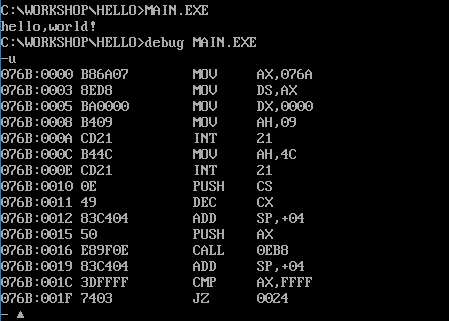 C:\WORKSHOP\HELLO>MAIN.EXE
hello,world!
C:\WORKSHOP\HELLO>debug MAIN.EXE
-u
076B:0000 B86A07 MOV AX,076A
076B:0003 8ED8 MOV DS,AX
076B:0005 BA0000 MOV DX,0000
076B:0008 B409 MOV AH,09
076B:000A CD21 INT 21
076B:000C B44C MOV AH,4C
076B:000E CD21 INT 21
076B:0010 0E PUSH CS
076B:0011 49 DEC CX
076B:0012 83C404 ADD SP,+04
076B:0015 50 PUSH AX
076B:0016 E89F0E CALL 0EB8
076B:0019 83C404 ADD SP,+04
076B:001C 3DFFFF CMP AX,FFFF
076B:001F 7403 JZ 0024
-